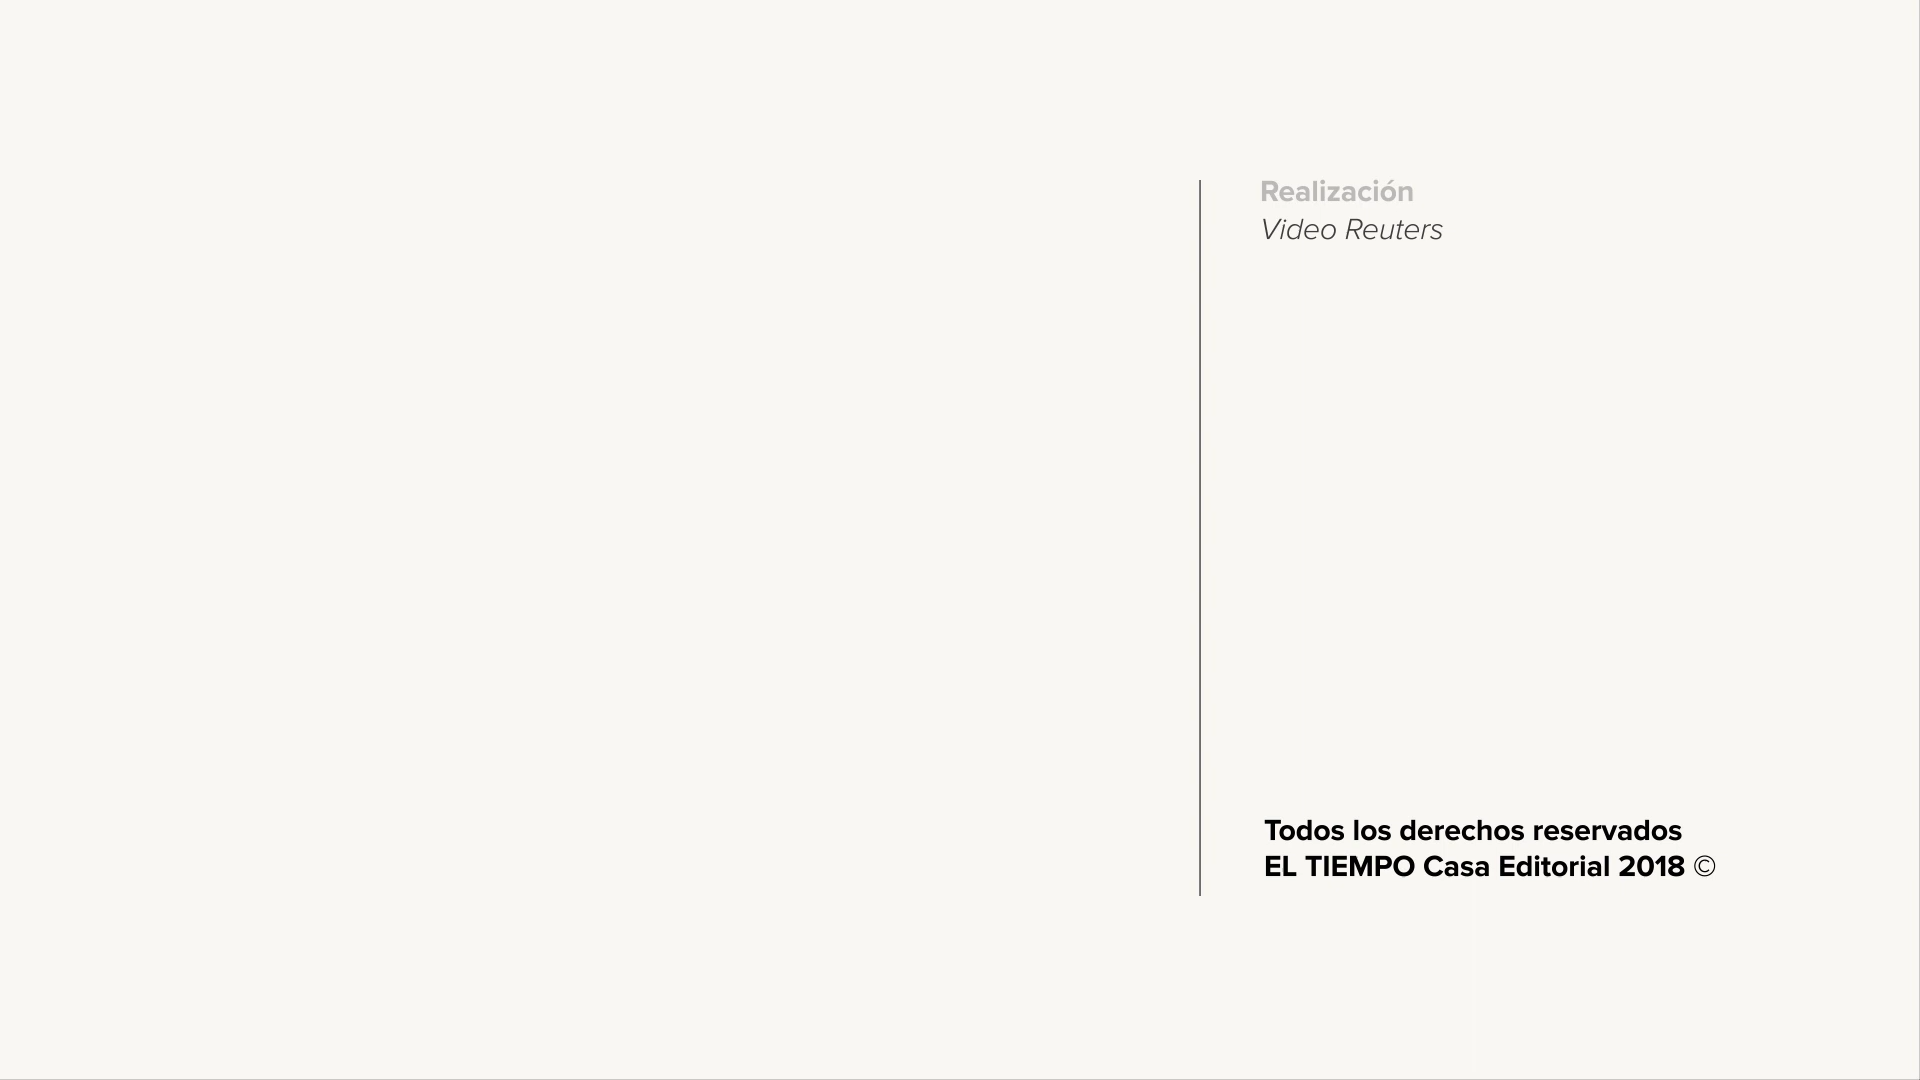 Realización
Video Reuters
Todos los derechos reservados
EL TIEMPO Casa Editorial 2018 ©